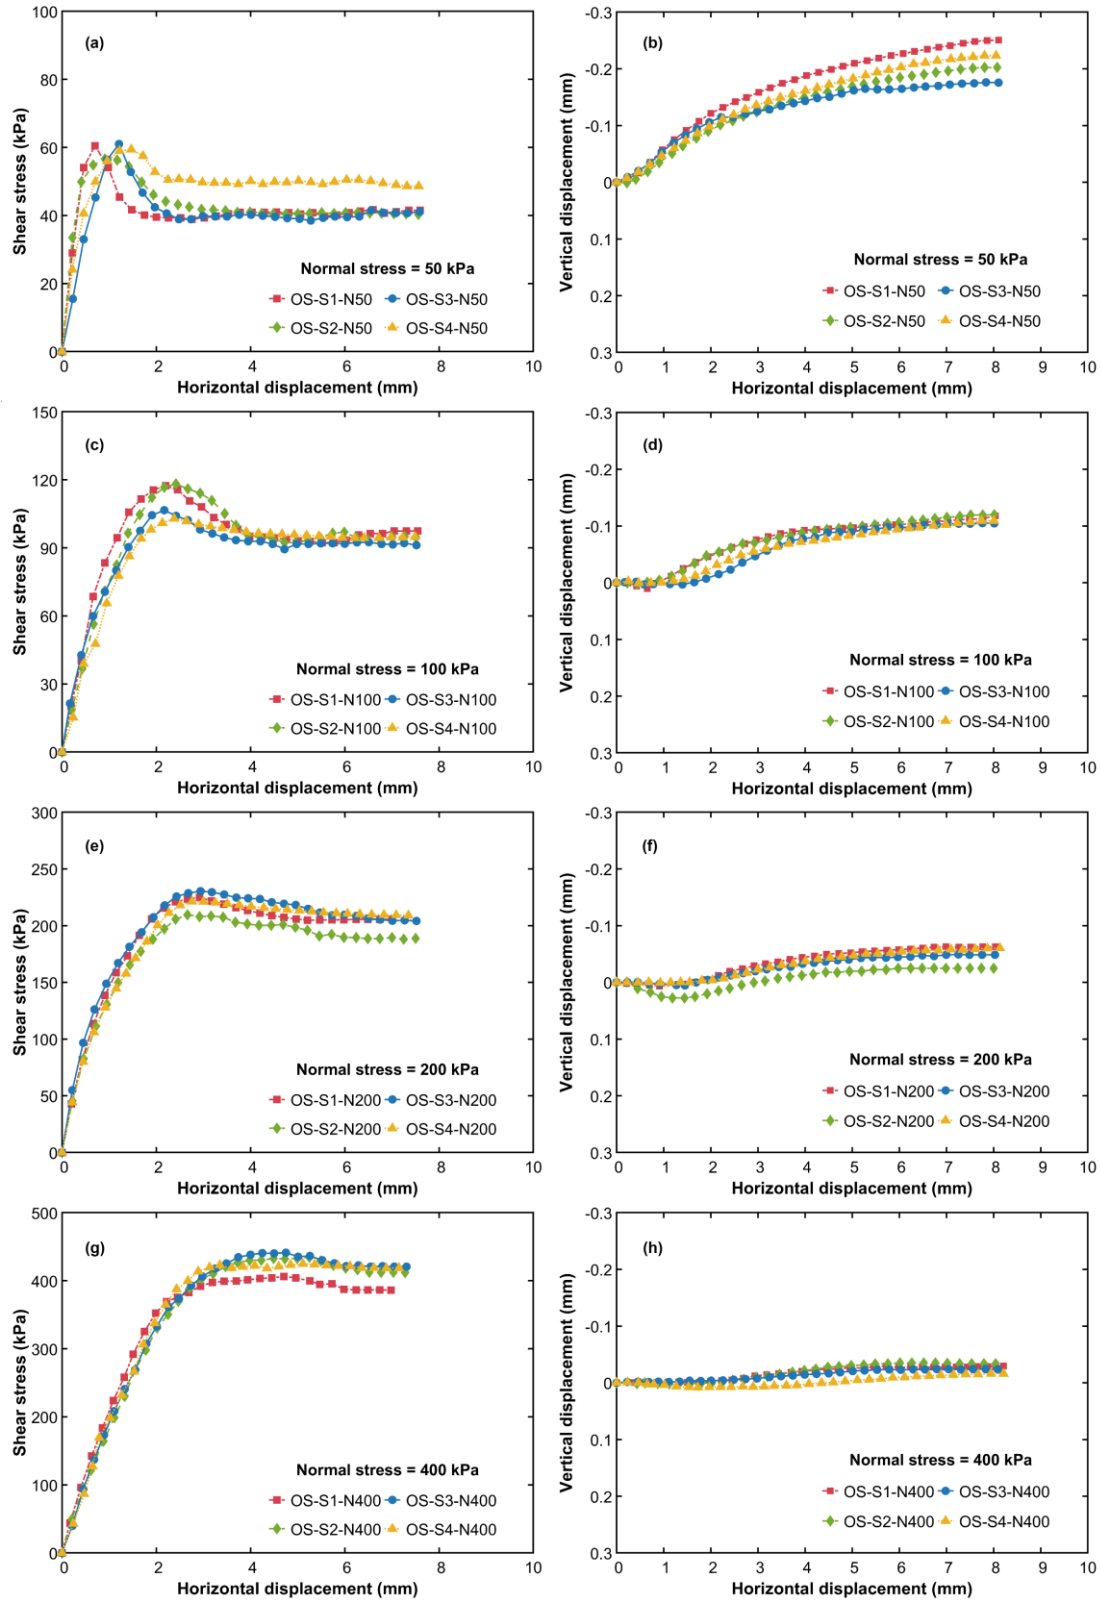 (a)
100
80
60
40
20
0
Shear stress (kPa)
Normal stress = 50 kPa
OS-S1-N50 OS-S3-N50
OS-S2-N50 OS-S4-N50
0 2 4 6 8 10
Horizontal displacement (mm)
(b)
-0.3
-0.2
-0.1
0
0.1
0.2
0.3
Vertical displacement (mm)
Normal stress = 50 kPa
OS-S1-N50 OS-S3-N50
OS-S2-N50 OS-S4-N50
0 1 2 3 4 5 6 7 8 9 10
Horizontal displacement (mm)
(c)
150
120
90
60
30
0
Shear stress (kPa)
Normal stress = 100 kPa
OS-S1-N100 OS-S3-N100
OS-S2-N100 OS-S4-N100
0 2 4 6 8 10
Horizontal displacement (mm)
(d)
-0.3
-0.2
-0.1
0
0.1
0.2
0.3
Vertical displacement (mm)
Normal stress = 100 kPa
OS-S1-N100 OS-S3-N100
OS-S2-N100 OS-S4-N100
0 1 2 3 4 5 6 7 8 9 10
Horizontal displacement (mm)
(e)
300
250
200
150
100
50
0
Shear stress (kPa)
Normal stress = 200 kPa
OS-S1-N200 OS-S3-N200
OS-S2-N200 OS-S4-N200
0 2 4 6 8 10
Horizontal displacement (mm)
(f)
-0.3
-0.2
-0.1
0
0.1
0.2
0.3
Vertical displacement (mm)
Normal stress = 200 kPa
OS-S1-N200 OS-S3-N200
OS-S2-N200 OS-S4-N200
0 1 2 3 4 5 6 7 8 9 10
Horizontal displacement (mm)
(g)
500
400
300
200
100
0
Shear stress (kPa)
Normal stress = 400 kPa
OS-S1-N400 OS-S3-N400
OS-S2-N400 OS-S4-N400
0 2 4 6 8 10
Horizontal displacement (mm)
(h)
-0.3
-0.2
-0.1
0
0.1
0.2
0.3
Vertical displacement (mm)
Normal stress = 400 kPa
OS-S1-N400 OS-S3-N400
OS-S2-N400 OS-S4-N400
0 1 2 3 4 5 6 7 8 9 10
Horizontal displacement (mm)